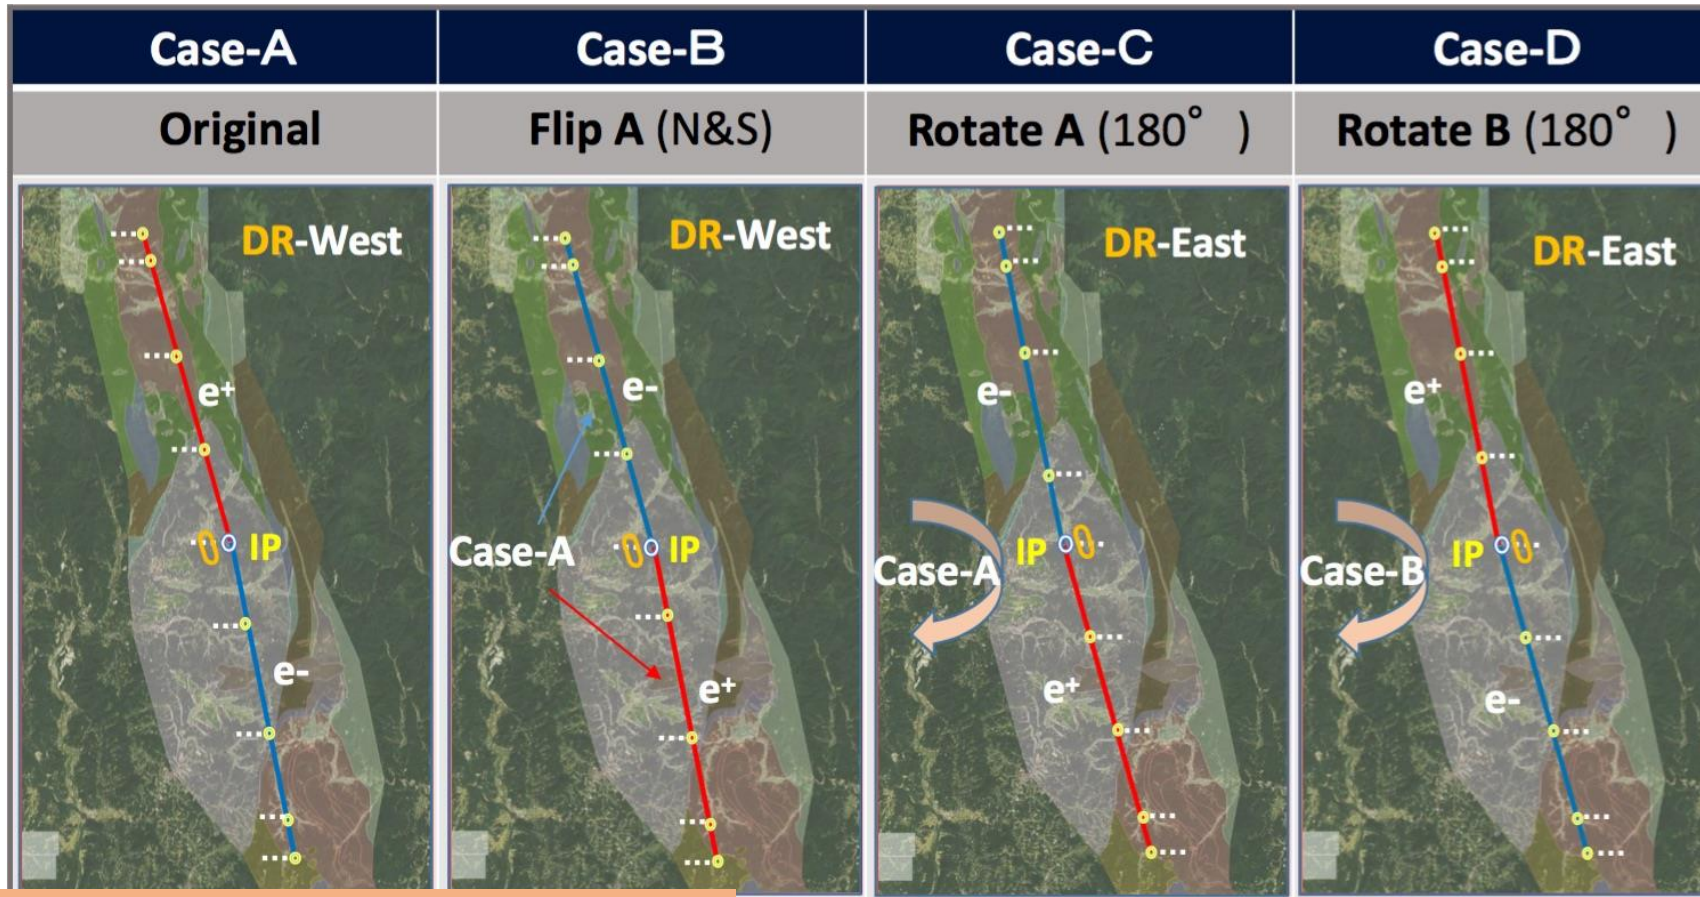 Case-A
Case-B
Case-C
Case-D
Original
Flip A (N&S)
Rotate A (180° )
Rotate B (180° )
DR-West
e⁺
IP
e-
DR-West
e-
Case-A
IP
e⁺
DR-East
e-
IP
Case-A
e⁺
DR-East
e⁺
IP
Case-B
e-